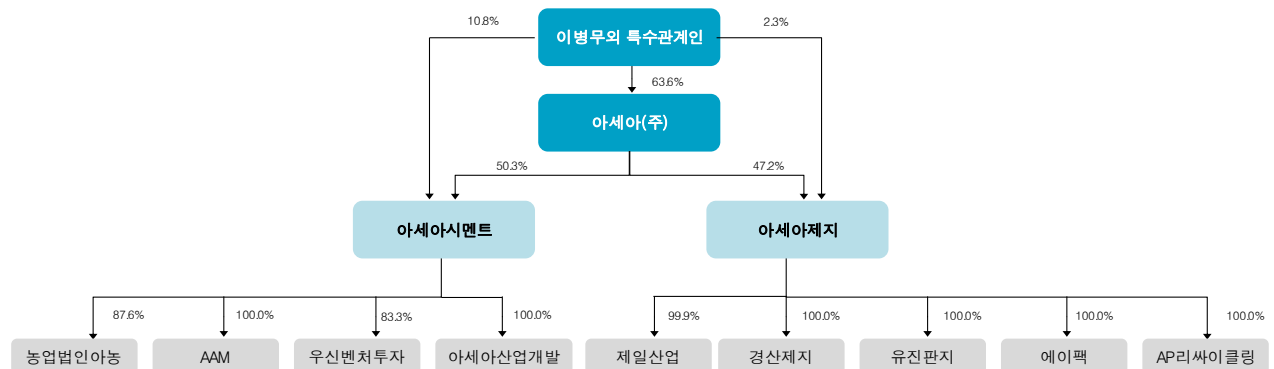 10.8%
이병무외 특수관계인
2.3%
63.6%
아세아(주)
50.3%
47.2%
아세아시멘트
아세아제지
87.6%
100.0%
83.3%
100.0%
99.9%
100.0%
100.0%
100.0%
100.0%
농업법인아농
AAM
우신벤처투자
아세아산업개발
제일산업
경산제지
유진판지
에이팩
AP리싸이클링